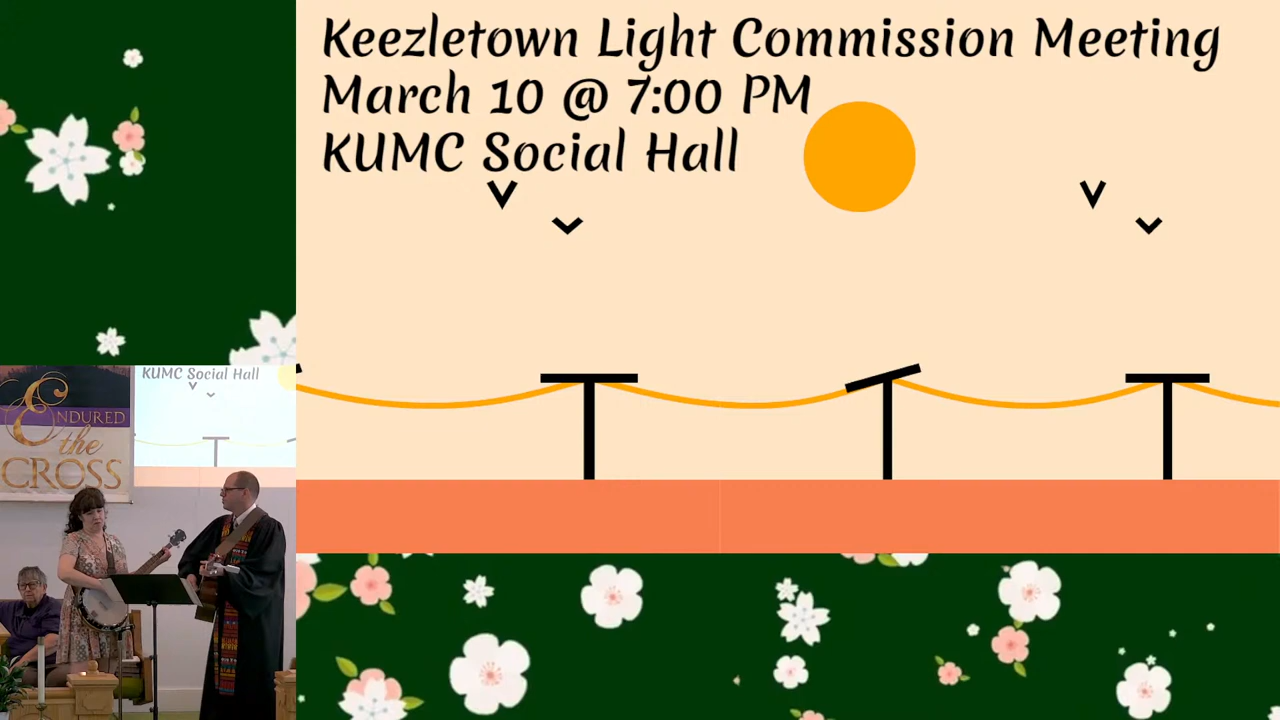 Keezletown Light Commission Meeting
March 10 @ 7:00 PM
KUMC Social Hall
KUMC Social Hall
ENDURED
the
CROSS